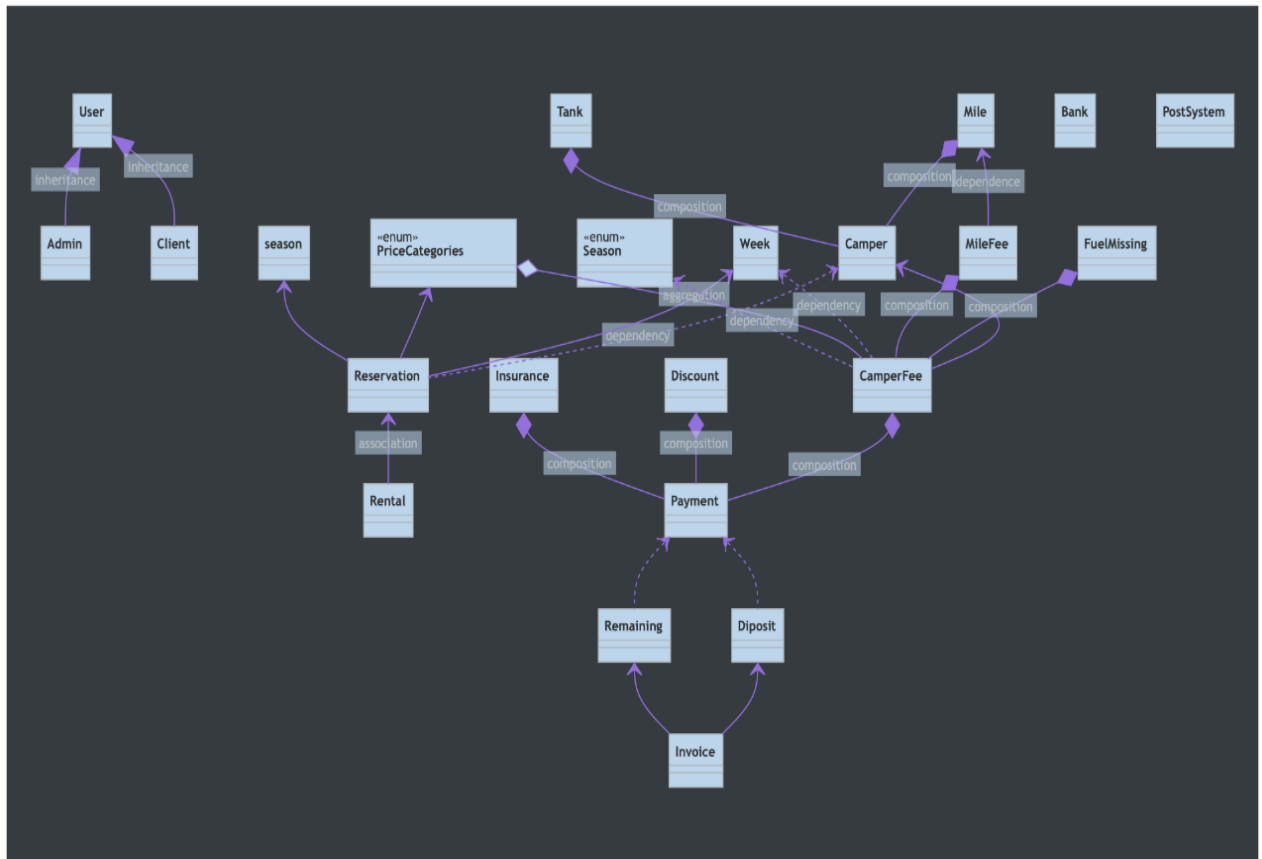 User
Tank
Mile
Bank
PostSystem
inheritance
inheritance
composition
dependence
composition
Admin
Client
season
«enum»
PriceCategories
«enum»
Season
Week
Camper
MileFee
FuelMissing
aggregation
dependency
composition
composition
dependency
dependency
Reservation
Insurance
Discount
CamperFee
association
composition
composition
composition
Rental
Payment
Remaining
Diposit
Invoice